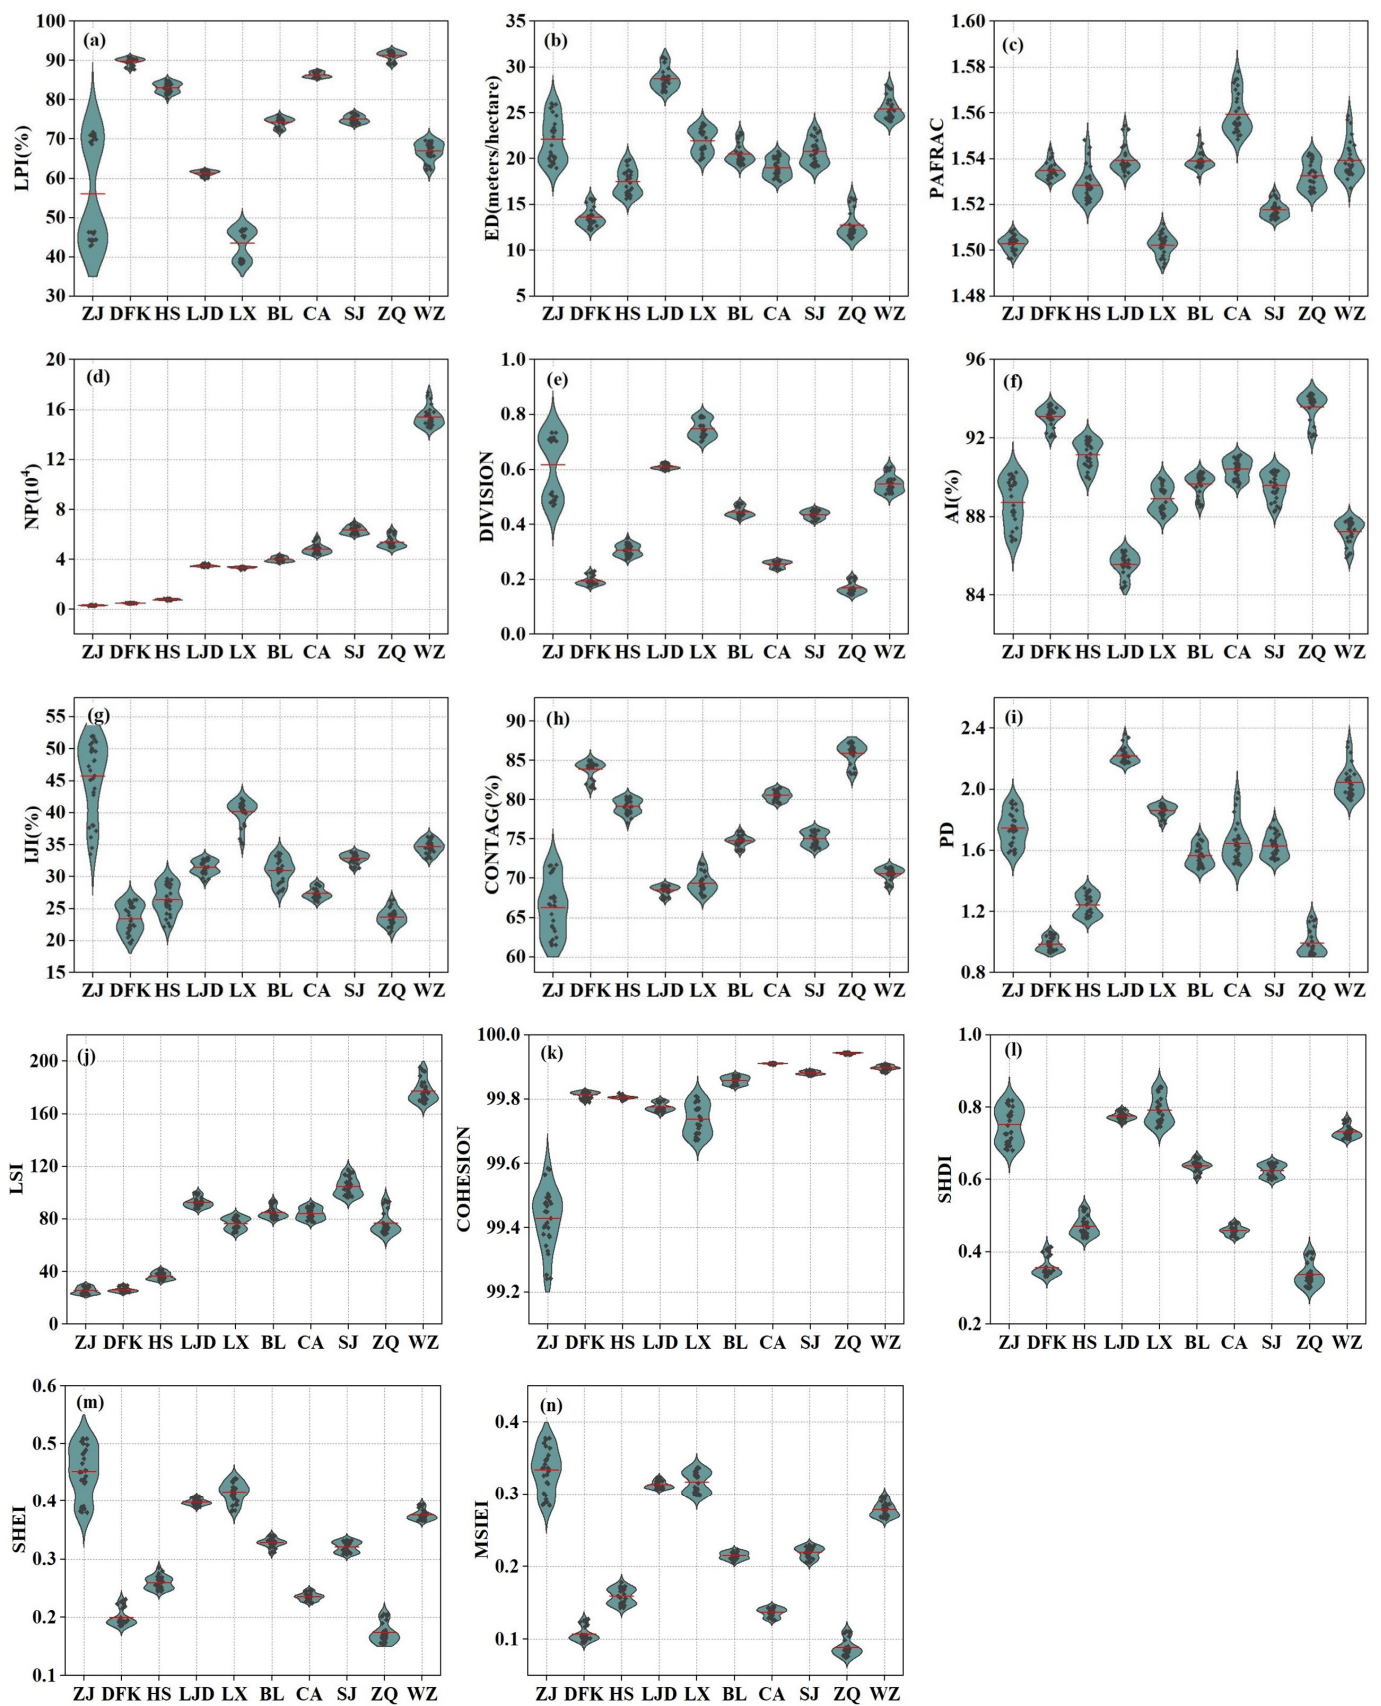 (a)
LPI(%)
100
90
80
70
60
50
40
30
ZJ DFK HS LJD LX BL CA SJ ZQ WZ
(b)
ED(meters/hectare)
35
30
25
20
15
10
5
ZJ DFK HS LJD LX BL CA SJ ZQ WZ
(c)
PAFRAC
1.60
1.58
1.56
1.54
1.52
1.50
1.48
ZJ DFK HS LJD LX BL CA SJ ZQ WZ
(d)
NP(10⁴)
20
16
12
8
4
0
ZJ DFK HS LJD LX BL CA SJ ZQ WZ
(e)
DIVISION
1.0
0.8
0.6
0.4
0.2
0.0
ZJ DFK HS LJD LX BL CA SJ ZQ WZ
(f)
AI(%)
96
92
88
84
ZJ DFK HS LJD LX BL CA SJ ZQ WZ
(g)
IJI(%)
55
50
45
40
35
30
25
20
15
ZJ DFK HS LJD LX BL CA SJ ZQ WZ
(h)
CONTAG(%)
90
85
80
75
70
65
60
ZJ DFK HS LJD LX BL CA SJ ZQ WZ
(i)
PD
2.4
2.0
1.6
1.2
0.8
ZJ DFK HS LJD LX BL CA SJ ZQ WZ
(j)
LSI
200
160
120
80
40
0
ZJ DFK HS LJD LX BL CA SJ ZQ WZ
(k)
COHESION
100.0
99.8
99.6
99.4
99.2
ZJ DFK HS LJD LX BL CA SJ ZQ WZ
(l)
SHDI
1.0
0.8
0.6
0.4
0.2
ZJ DFK HS LJD LX BL CA SJ ZQ WZ
(m)
SHEI
0.6
0.5
0.4
0.3
0.2
0.1
ZJ DFK HS LJD LX BL CA SJ ZQ WZ
(n)
MSIEI
0.4
0.3
0.2
0.1
ZJ DFK HS LJD LX BL CA SJ ZQ WZ